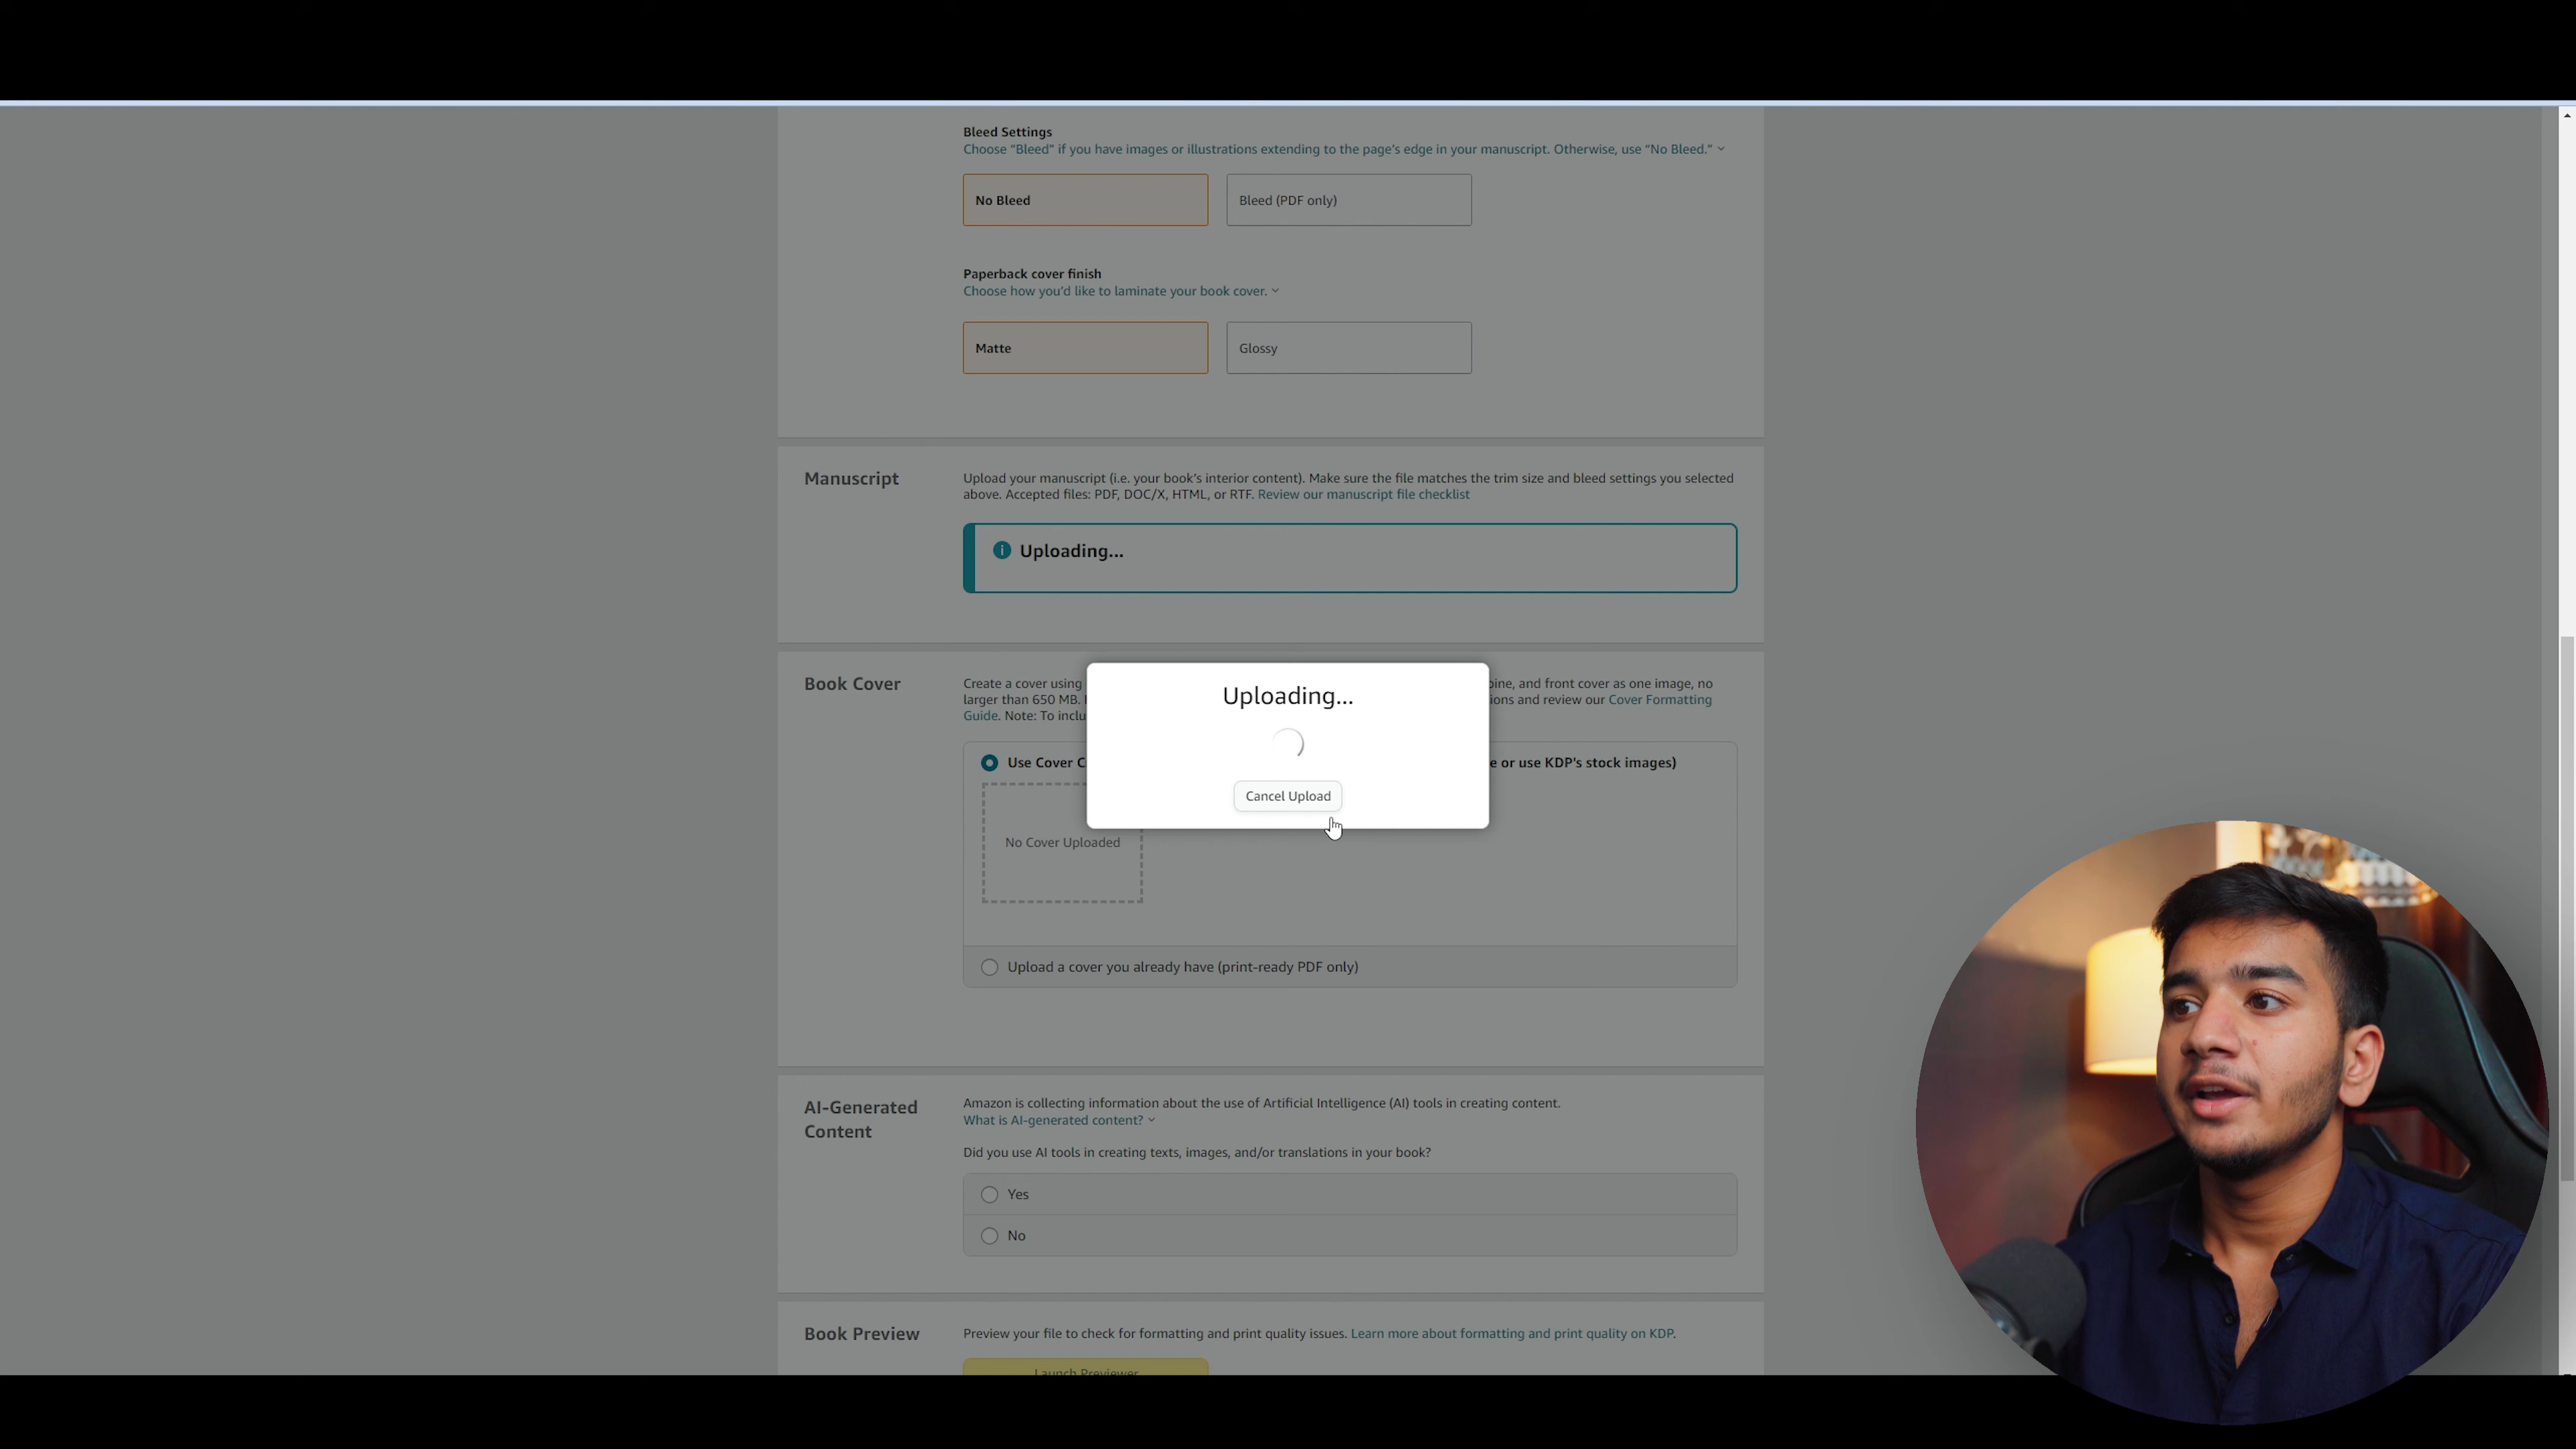 Bleed Settings
Choose “Bleed” if you have images or illustrations extending to the page’s edge in your manuscript. Otherwise, use “No Bleed.”
No Bleed
Bleed (PDF only)
Paperback cover finish
Choose how you’d like to laminate your book cover.
Matte
Glossy
Manuscript
Upload your manuscript (i.e. your book’s interior content). Make sure the file matches the trim size and bleed settings you selected
above. Accepted files: PDF, DOC/X, HTML, or RTF. Review our manuscript file checklist
Uploading...
Book Cover
Create a cover using
pine, and front cover as one image, no
larger than 650 MB.
ions and review our Cover Formatting
Guide. Note: To inclu
Uploading...
Cancel Upload
Use Cover C
e or use KDP's stock images)
No Cover Uploaded
Upload a cover you already have (print-ready PDF only)
AI-Generated
Content
Amazon is collecting information about the use of Artificial Intelligence (AI) tools in creating content.
What is AI-generated content?
Did you use AI tools in creating texts, images, and/or translations in your book?
Yes
No
Book Preview
Preview your file to check for formatting and print quality issues. Learn more about formatting and print quality on KDP.
Launch Previewer